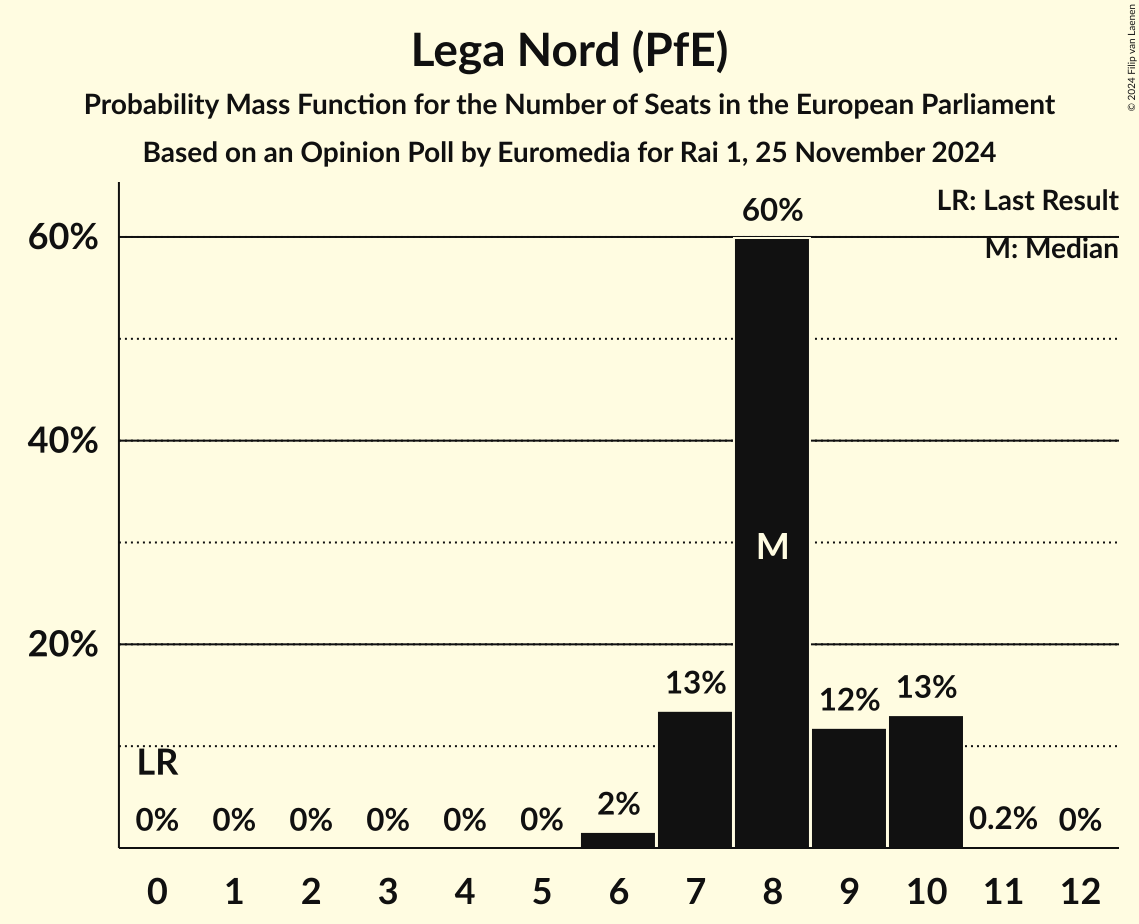 Lega Nord (PfE)
Probability Mass Function for the Number of Seats in the European Parliament
Based on an Opinion Poll by Euromedia for Rai 1, 25 November 2024
© 2024 Filip van Laenen
LR: Last Result
M: Median
60%
40%
20%
LR
0%
0%
0%
0%
0%
0%
2%
13%
60%
M
12%
13%
0.2%
0%
0 1 2 3 4 5 6 7 8 9 10 11 12